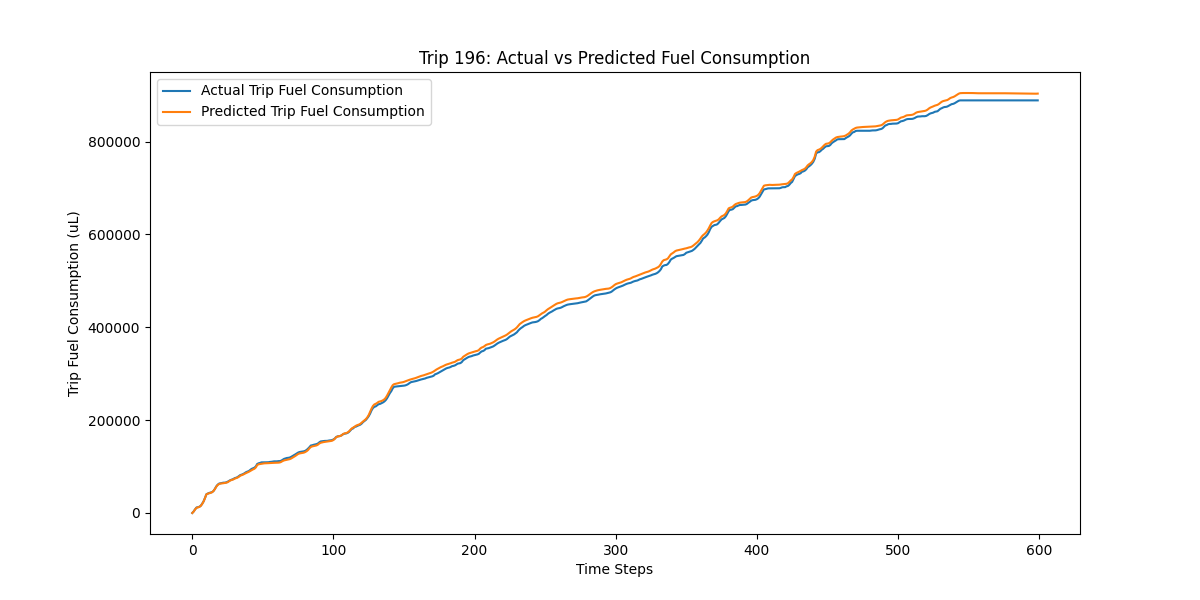 Trip 196: Actual vs Predicted Fuel Consumption
Actual Trip Fuel Consumption
Predicted Trip Fuel Consumption
Trip Fuel Consumption (uL)
800000
600000
400000
200000
0
0 100 200 300 400 500 600
Time Steps